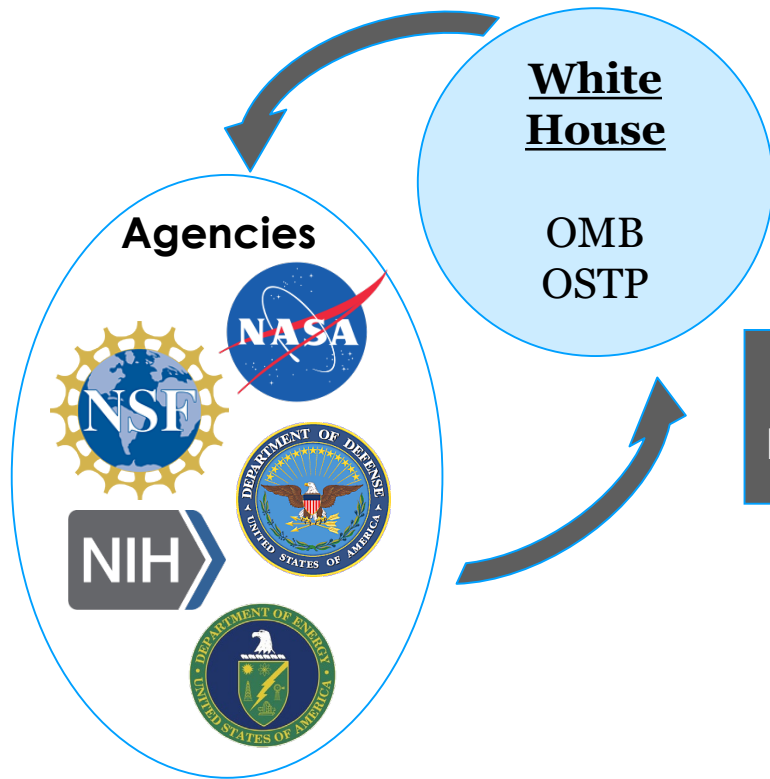 White
House
OMB
OSTP
Agencies
NASA
NSF
DEPARTMENT OF DEFENSE
UNITED STATES OF AMERICA
NIH
DEPARTMENT OF ENERGY
UNITED STATES OF AMERICA